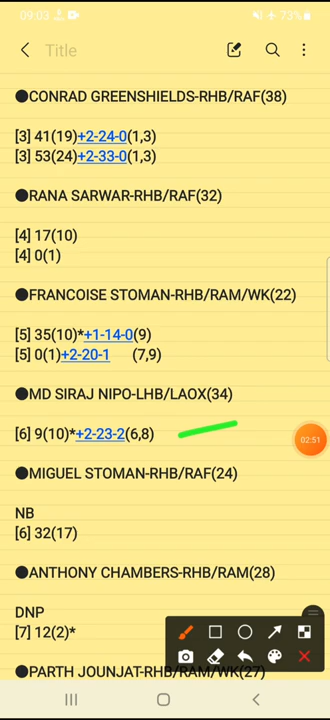 09:03
73%
Title
●CONRAD GREENSHIELDS-RHB/RAF(38)
[3] 41(19)+2-24-0(1,3)
[3] 53(24)+2-33-0(1,3)
●RANA SARWAR-RHB/RAF(32)
[4] 17(10)
[4] 0(1)
●FRANCOISE STOMAN-RHB/RAM/WK(22)
[5] 35(10)*+1-14-0(9)
[5] 0(1)+2-20-1 (7,9)
●MD SIRAJ NIPO-LHB/LAOX(34)
[6] 9(10)*+2-23-2(6,8)
02:51
●MIGUEL STOMAN-RHB/RAF(24)
NB
[6] 32(17)
●ANTHONY CHAMBERS-RHB/RAM(28)
DNP
[7] 12(2)*
●PARTH JOUNJAT-RHB/RAM/WK(27)